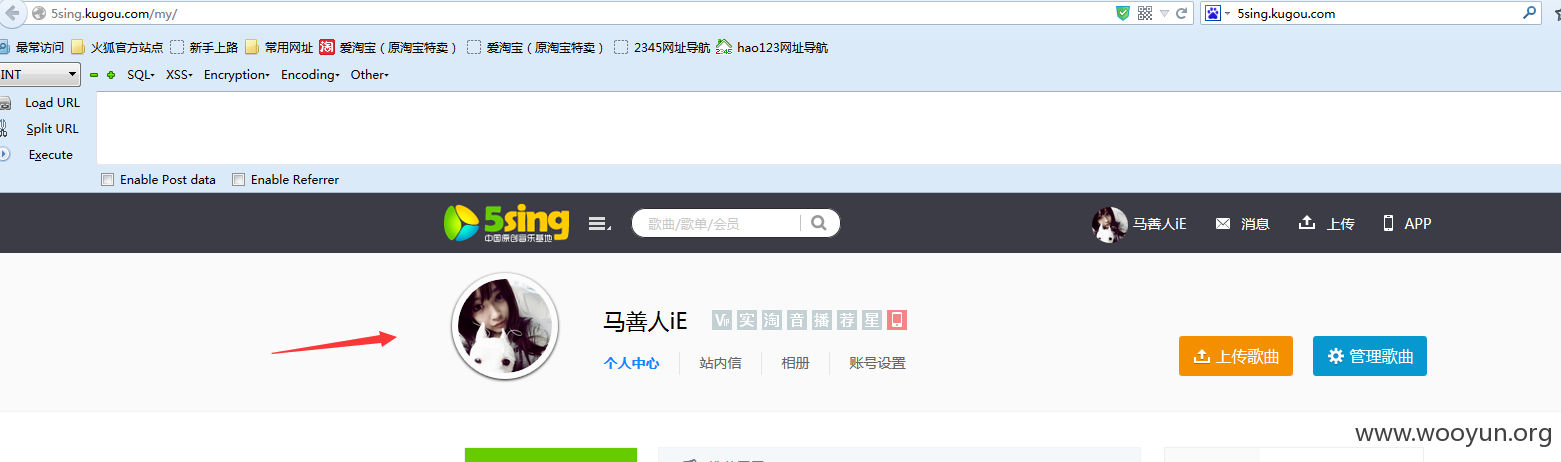 5sing.kugou.com/my/ 5sing.kugou.com
最常访问 火狐官方站点 新手上路 常用网址 淘 爱淘宝（原淘宝特卖） 爱淘宝（原淘宝特卖） 2345网址导航 2345 hao123网址导航
INT SQL XSS Encryption Encoding Other
Load URL
Split URL
Execute
Enable Post data Enable Referrer
5sing 中国原创音乐基地 歌曲/歌单/会员 马善人iE 消息 上传 APP
马善人iE VIP 实 淘 音 播 荐 星
个人中心 站内信 相册 账号设置
上传歌曲 管理歌曲
www.wooyun.org